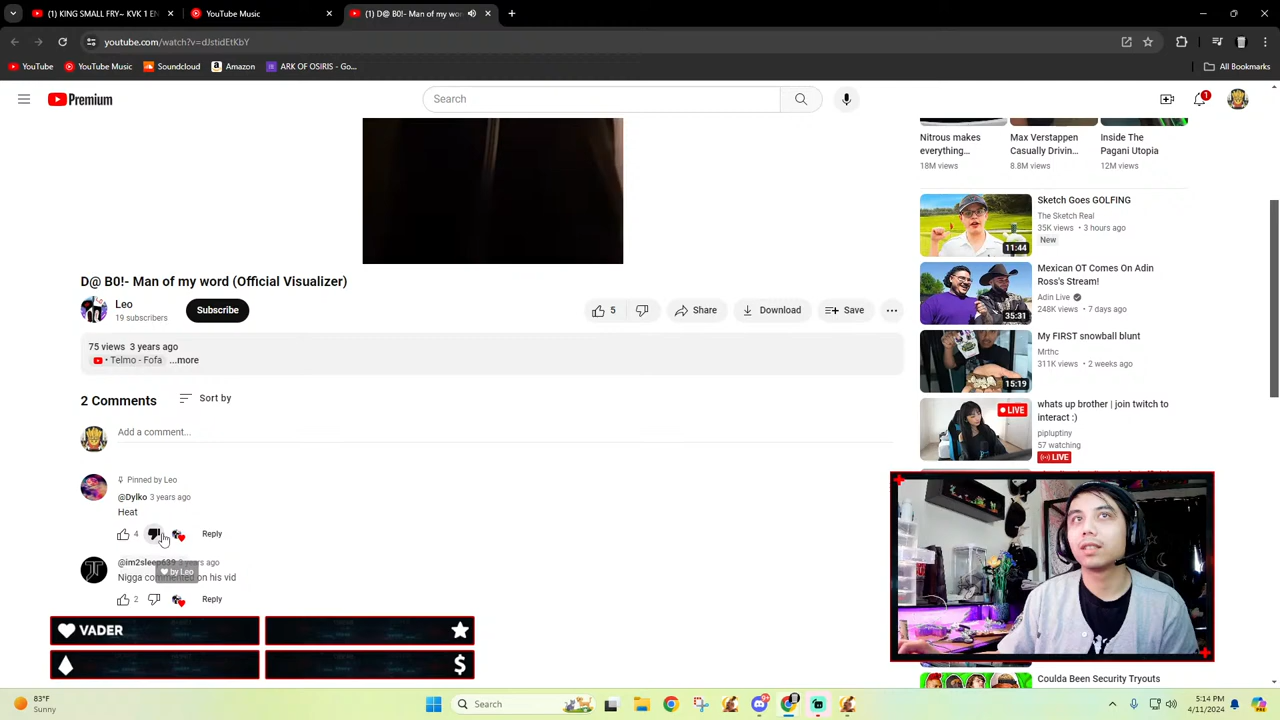 (1) KING SMALL FRY~ KVK 1 EN
YouTube Music
(1) D@ B0!- Man of my wo
youtube.com/watch?v=dJstidEtKbY
YouTube
YouTube Music
Soundcloud
Amazon
ARK OF OSIRIS - Go...
All Bookmarks
Premium
Search
1
Nitrous makes everything...
18M views
Max Verstappen Casually Drivin...
8.8M views
Inside The Pagani Utopia
12M views
D@ B0!- Man of my word (Official Visualizer)
Leo
19 subscribers
Subscribe
5
Share
Download
Save
75 views 3 years ago
• Telmo - Fofa ...more
2 Comments
Sort by
Add a comment...
Pinned by Leo
@Dylko 3 years ago
Heat
4
Reply
@im2sleep639 3 years ago
by Leo
Nigga commented on his vid
2
Reply
VADER
$
Sketch Goes GOLFING
The Sketch Real
35K views • 3 hours ago
New
11:44
Mexican OT Comes On Adin Ross's Stream!
Adin Live
248K views • 7 days ago
35:31
My FIRST snowball blunt
Mrthc
311K views • 2 weeks ago
15:19
whats up brother | join twitch to interact :)
pipluptiny
57 watching
LIVE
LIVE
Coulda Been Security Tryouts
83°F
Sunny
Search
5:14 PM
4/11/2024